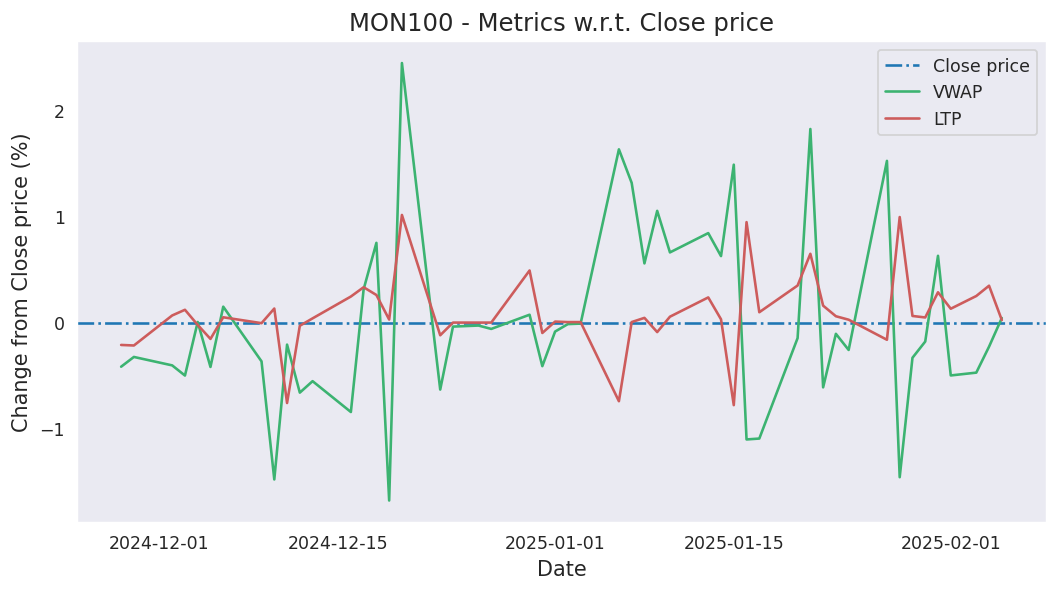 MON100 - Metrics w.r.t. Close price
Close price
VWAP
LTP
Change from Close price (%)
2
1
0
−1
2024-12-01 2024-12-15 2025-01-01 2025-01-15 2025-02-01
Date